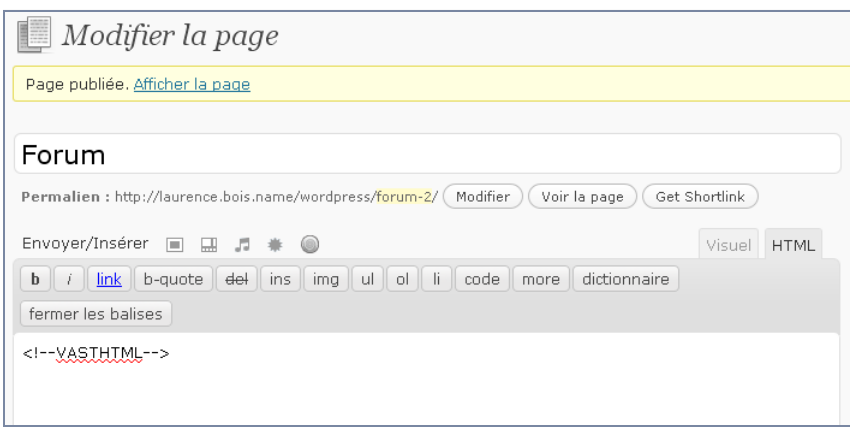 Modifier la page
Page publiée. Afficher la page
Forum
Permalien : http://laurence.bois.name/wordpress/forum-2/ Modifier Voir la page Get Shortlink
Envoyer/Insérer Visuel HTML
b i link b-quote del ins img ul ol li code more dictionnaire
fermer les balises
<!--VASTHTML-->